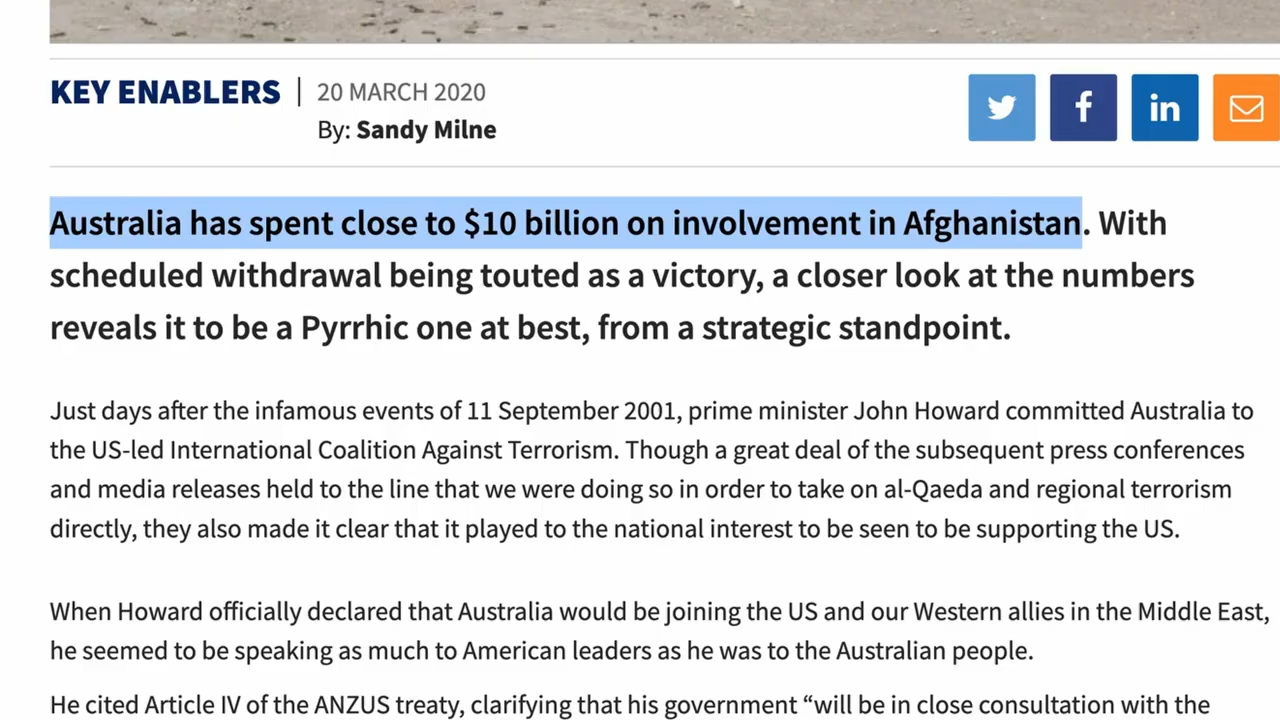 KEY ENABLERS | 20 MARCH 2020
By: Sandy Milne
f
in
Australia has spent close to $10 billion on involvement in Afghanistan. With
scheduled withdrawal being touted as a victory, a closer look at the numbers
reveals it to be a Pyrrhic one at best, from a strategic standpoint.
Just days after the infamous events of 11 September 2001, prime minister John Howard committed Australia to
the US-led International Coalition Against Terrorism. Though a great deal of the subsequent press conferences
and media releases held to the line that we were doing so in order to take on al-Qaeda and regional terrorism
directly, they also made it clear that it played to the national interest to be seen to be supporting the US.
When Howard officially declared that Australia would be joining the US and our Western allies in the Middle East,
he seemed to be speaking as much to American leaders as he was to the Australian people.
He cited Article IV of the ANZUS treaty, clarifying that his government “will be in close consultation with the